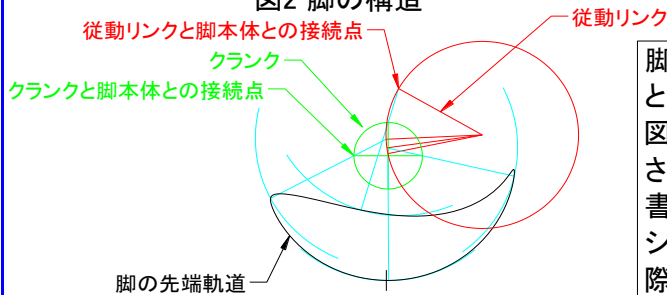 図2 脚の構造
従動リンクと脚本体との接続点
従動リンク
クランク
クランクと脚本体との接続点
脚の先端軌道
脚
と
図
さ
書
シ
際